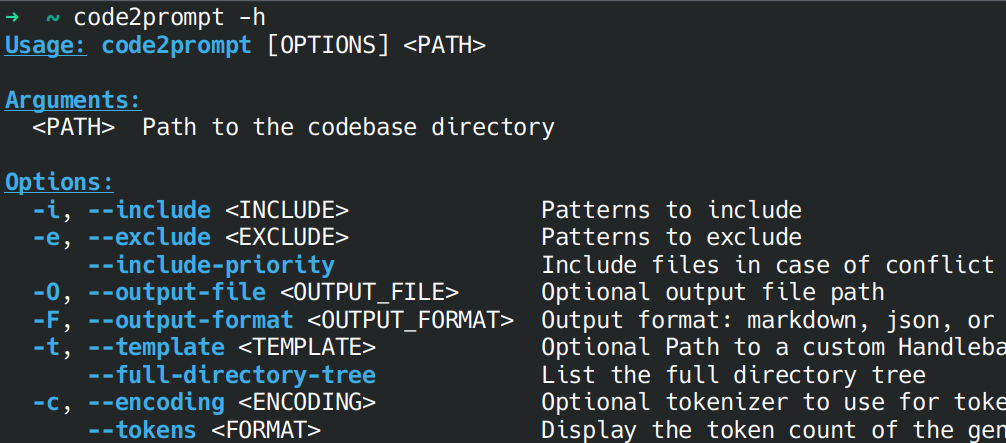 → ~ code2prompt -h
Usage: code2prompt [OPTIONS] <PATH>
Arguments:
<PATH> Path to the codebase directory
Options:
-i, --include <INCLUDE> Patterns to include
-e, --exclude <EXCLUDE> Patterns to exclude
--include-priority Include files in case of conflict
-O, --output-file <OUTPUT_FILE> Optional output file path
-F, --output-format <OUTPUT_FORMAT> Output format: markdown, json, or
-t, --template <TEMPLATE> Optional Path to a custom Handleba
--full-directory-tree List the full directory tree
-c, --encoding <ENCODING> Optional tokenizer to use for toke
--tokens <FORMAT> Display the token count of the gen